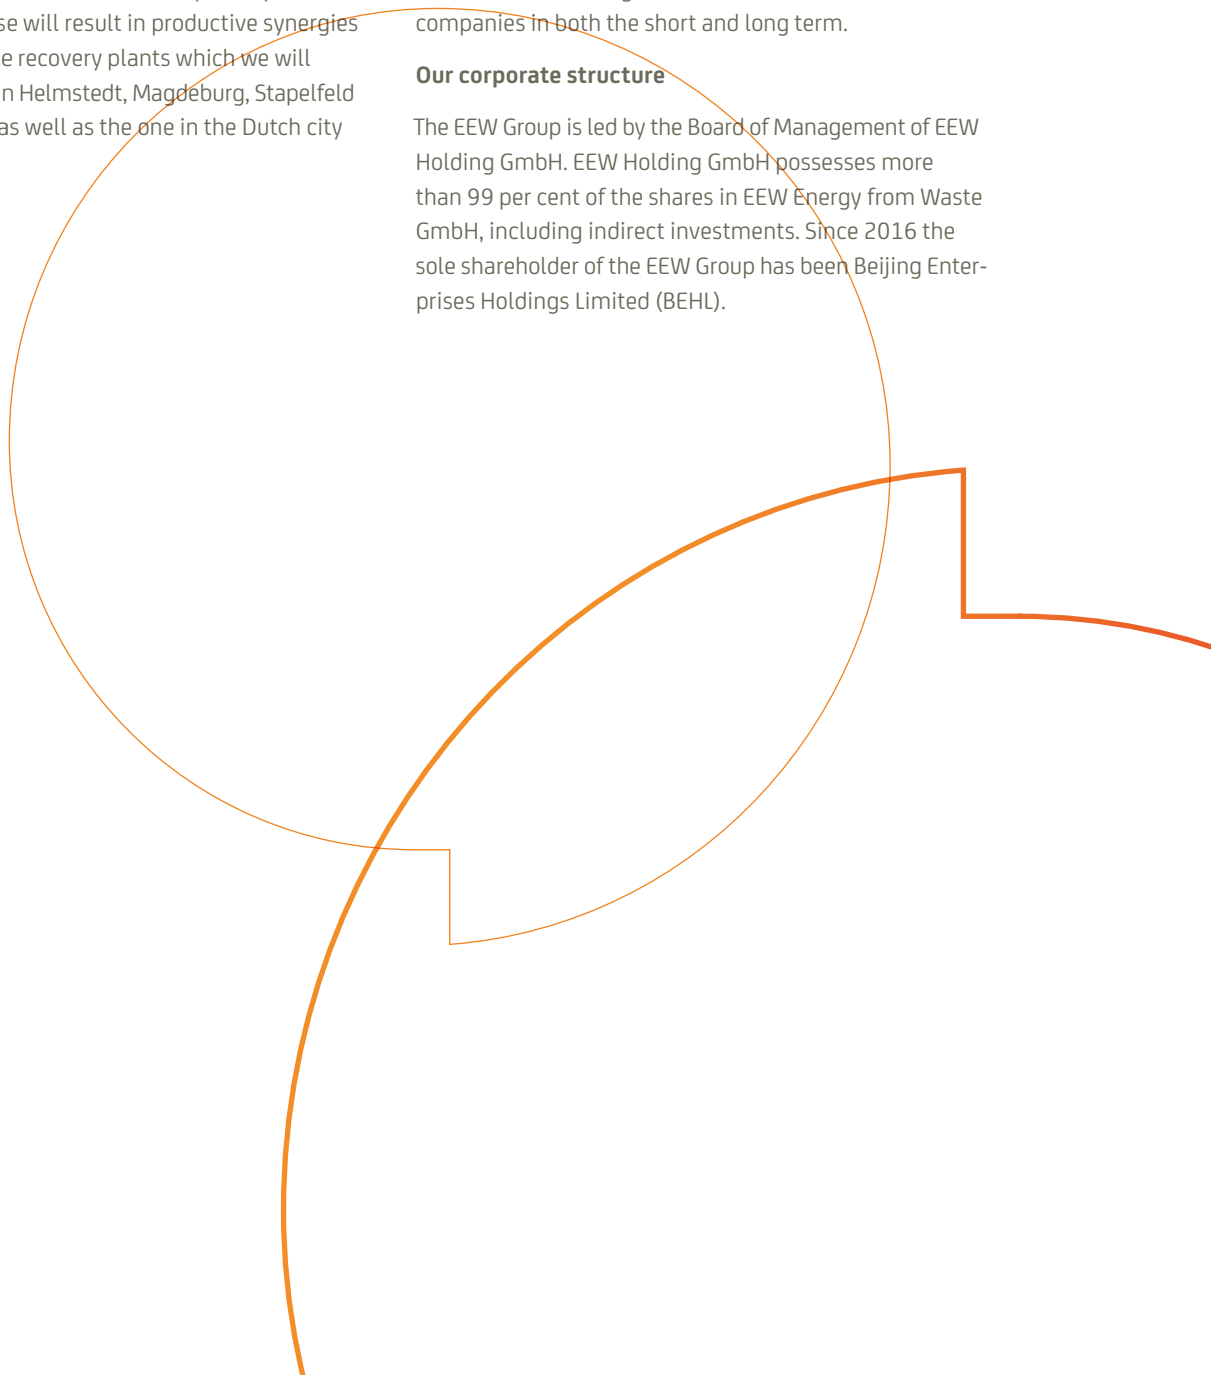 se will result in productive synergies
e recovery plants which we will
n Helmstedt, Magdeburg, Stapelfeld
as well as the one in the Dutch city
companies in both the short and long term.
Our corporate structure
The EEW Group is led by the Board of Management of EEW
Holding GmbH. EEW Holding GmbH possesses more
than 99 per cent of the shares in EEW Energy from Waste
GmbH, including indirect investments. Since 2016 the
sole shareholder of the EEW Group has been Beijing Enter-
prises Holdings Limited (BEHL).